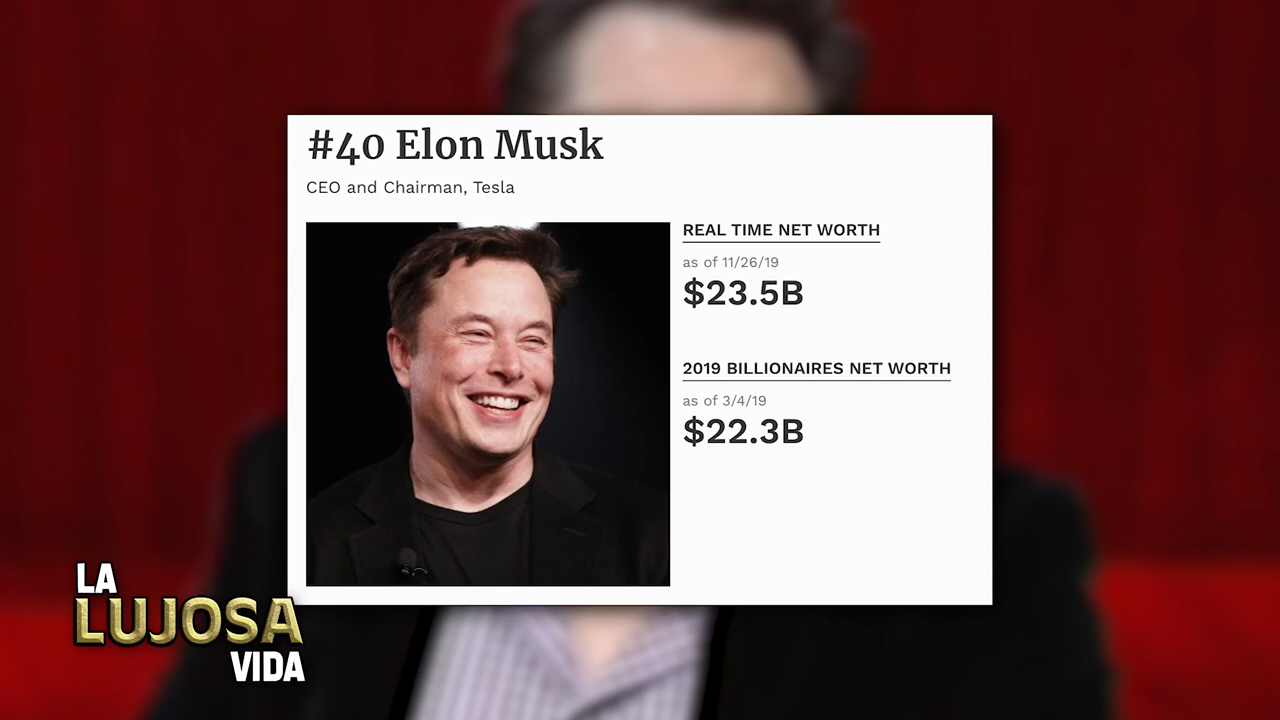 #40 Elon Musk
CEO and Chairman, Tesla
REAL TIME NET WORTH
as of 11/26/19
$23.5B
2019 BILLIONAIRES NET WORTH
as of 3/4/19
$22.3B
LA
LUJOSA
VIDA